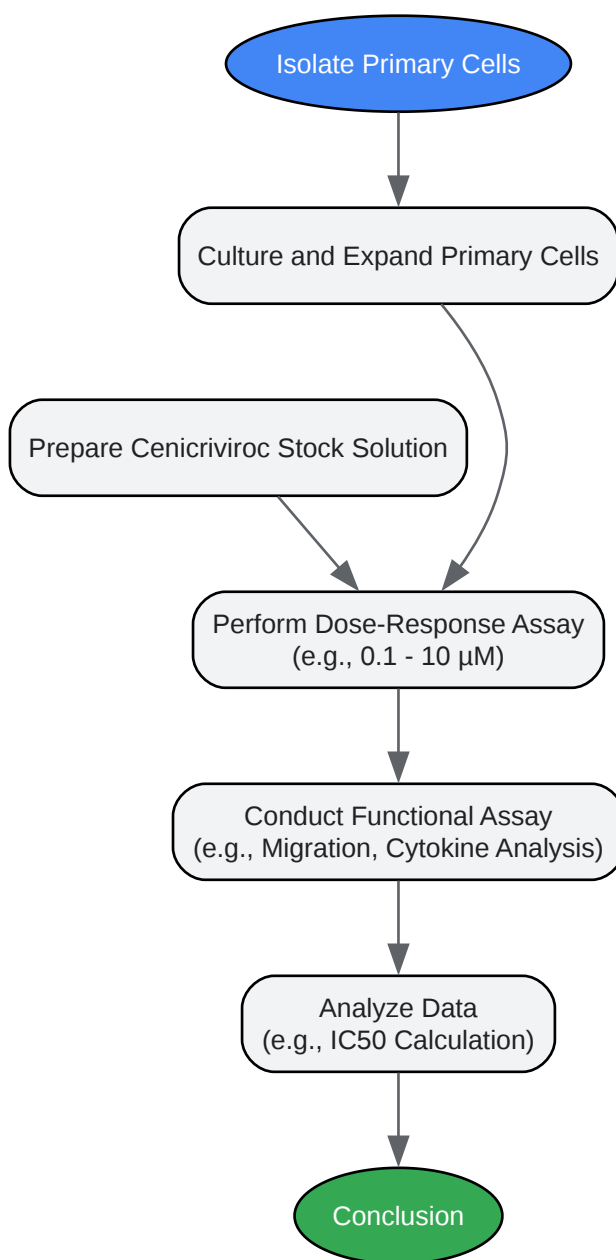 Isolate Primary Cells
Culture and Expand Primary Cells
Prepare Cenicriviroc Stock Solution
Perform Dose-Response Assay
(e.g., 0.1 - 10 µM)
Conduct Functional Assay
(e.g., Migration, Cytokine Analysis)
Analyze Data
(e.g., IC50 Calculation)
Conclusion